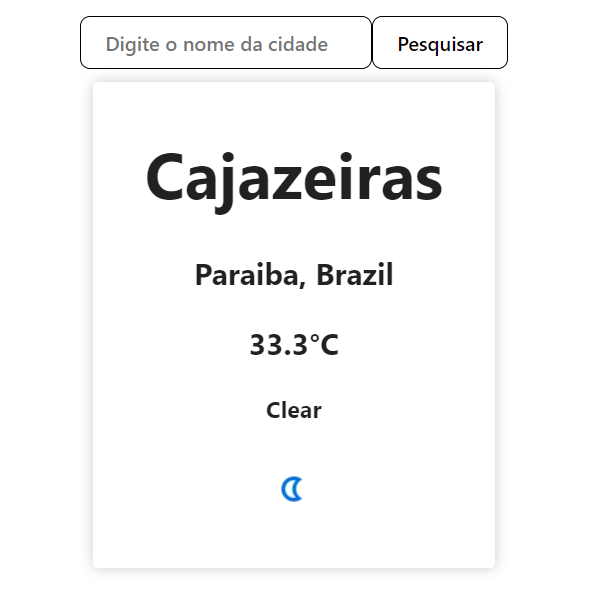 Digite o nome da cidade Pesquisar
Cajazeiras
Paraiba, Brazil
33.3°C
Clear